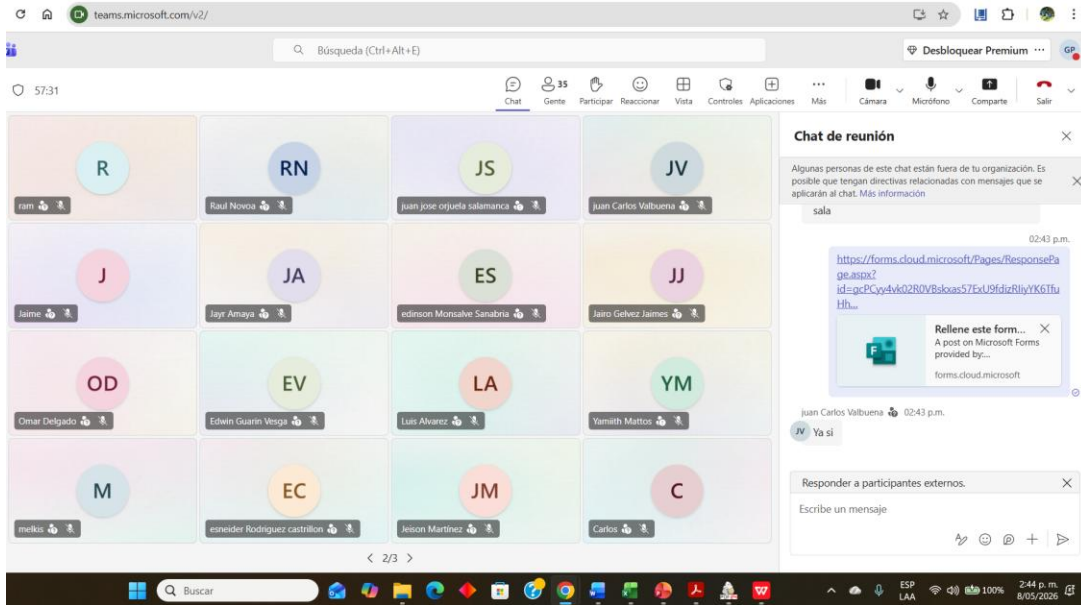 teams.microsoft.com/v2/
Búsqueda (Ctrl+Alt+E)
Desbloquear Premium ...
GP
57:31
Chat
35
Gente
Participar
Reaccionar
Vista
Controles
Aplicaciones
Más
Cámara
Micrófono
Comparte
Salir
R
ram
RN
Raul Novoa
JS
juan jose orjuela salamanca
JV
juan Carlos Valbuena
J
Jaime
JA
Jayr Amaya
ES
edinson Monsalve Sanabria
JJ
Jairo Gelvez Jaimes
OD
Omar Delgado
EV
Edwin Guarin Vesga
LA
Luis Alvarez
YM
Yamiith Mattos
M
melkis
EC
esneider Rodriguez castrillon
JM
Jeison Martínez
C
Carlos
2/3
Chat de reunión
Algunas personas de este chat están fuera de tu organización. Es
posible que tengan directivas relacionadas con mensajes que se
aplicarán al chat. Más información
sala
02:43 p.m.
https://forms.cloud.microsoft/Pages/ResponsePa
ge.aspx?
Hh...
Rellene este form...
A post on Microsoft Forms
provided by:...
forms.cloud.microsoft
juan Carlos Valbuena 02:43 p.m.
JV
Ya si
Responder a participantes externos.
Escribe un mensaje
Buscar
W
ESP
LAA
100%
2:44 p. m.
8/05/2026